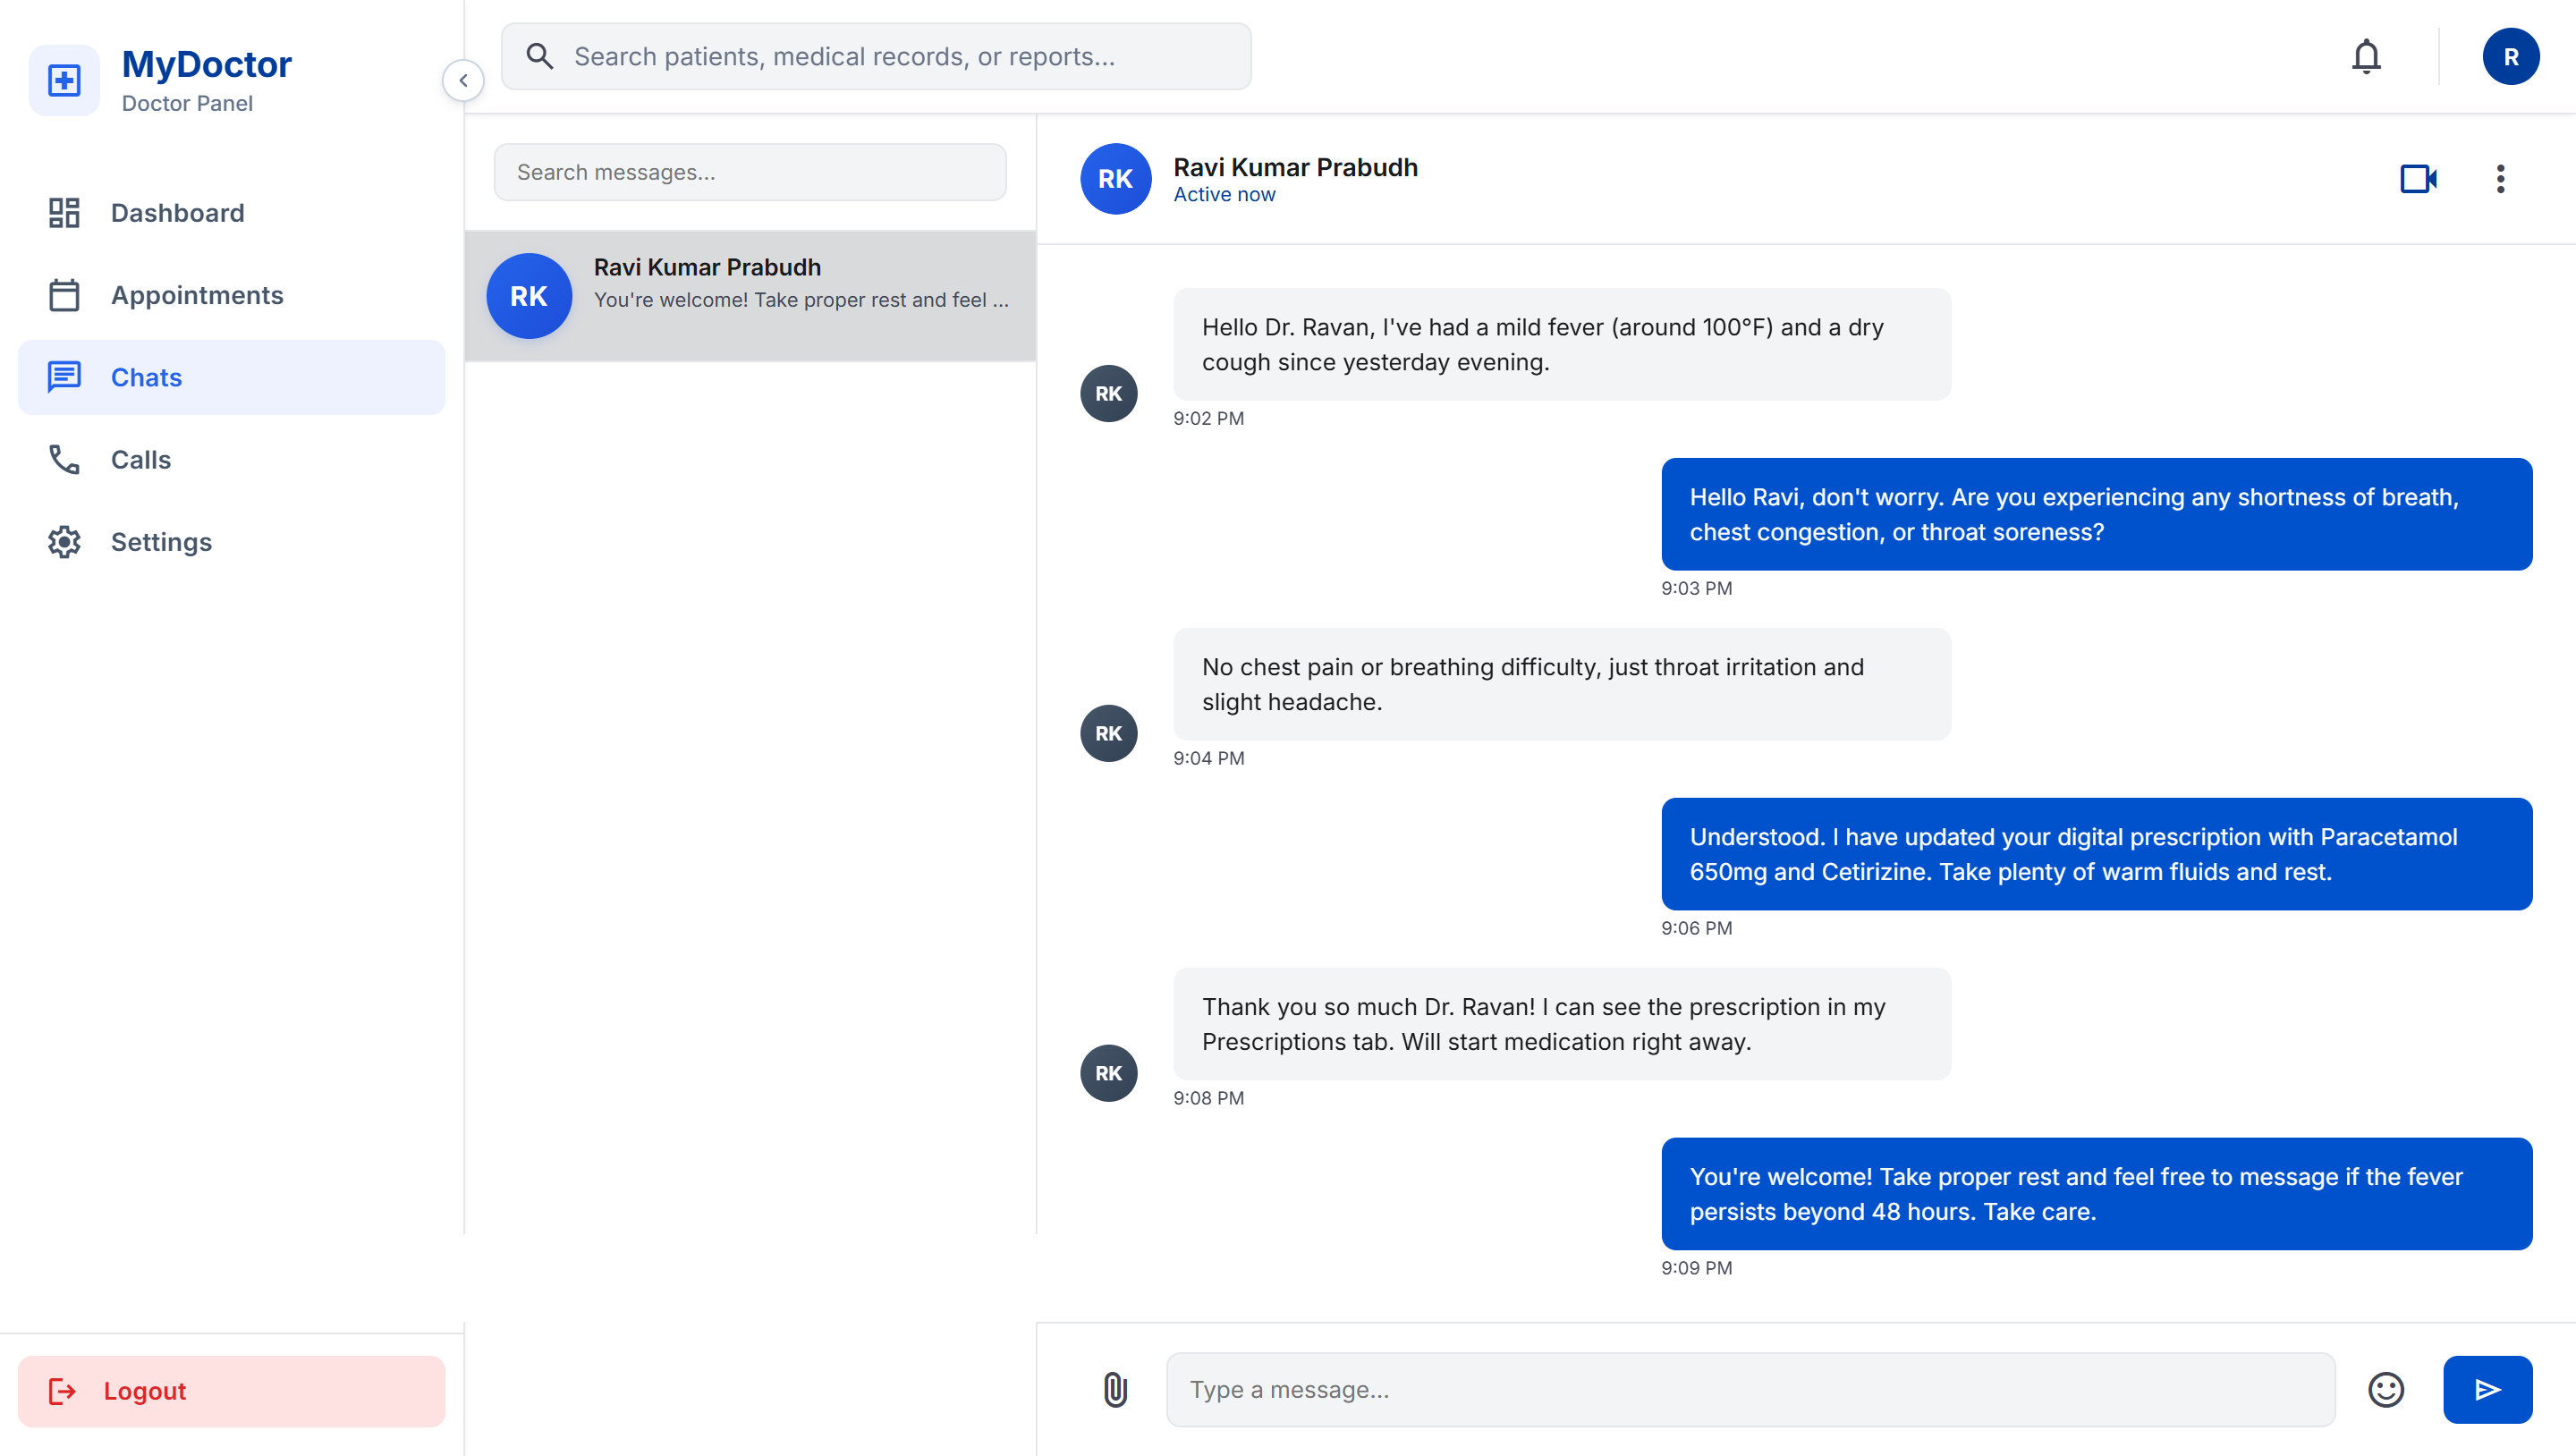 MyDoctor
Doctor Panel
Dashboard
Appointments
Chats
Calls
Settings
Logout
Search patients, medical records, or reports...
R
Search messages...
RK
Ravi Kumar Prabudh
You're welcome! Take proper rest and feel ...
RK
Ravi Kumar Prabudh
Active now
Hello Dr. Ravan, I've had a mild fever (around 100°F) and a dry
cough since yesterday evening.
RK
9:02 PM
Hello Ravi, don't worry. Are you experiencing any shortness of breath,
chest congestion, or throat soreness?
9:03 PM
No chest pain or breathing difficulty, just throat irritation and
slight headache.
RK
9:04 PM
Understood. I have updated your digital prescription with Paracetamol
650mg and Cetirizine. Take plenty of warm fluids and rest.
9:06 PM
Thank you so much Dr. Ravan! I can see the prescription in my
Prescriptions tab. Will start medication right away.
RK
9:08 PM
You're welcome! Take proper rest and feel free to message if the fever
persists beyond 48 hours. Take care.
9:09 PM
Type a message...